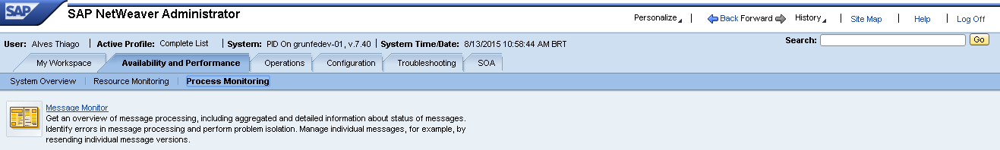 SAP SAP NetWeaver Administrator Personalize Back Forward History Site Map Help Log Off
User: Alves Thiago Active Profile: Complete List System: PID On grunfedev-01, v.7.40 System Time/Date: 8/13/2015 10:58:44 AM BRT Search: Go
My Workspace Availability and Performance Operations Configuration Troubleshooting SOA
System Overview Resource Monitoring Process Monitoring
Message Monitor
Get an overview of message processing, including aggregated and detailed information about status of messages.
Identify errors in message processing and perform problem isolation. Manage individual messages, for example, by
resending individual message versions.